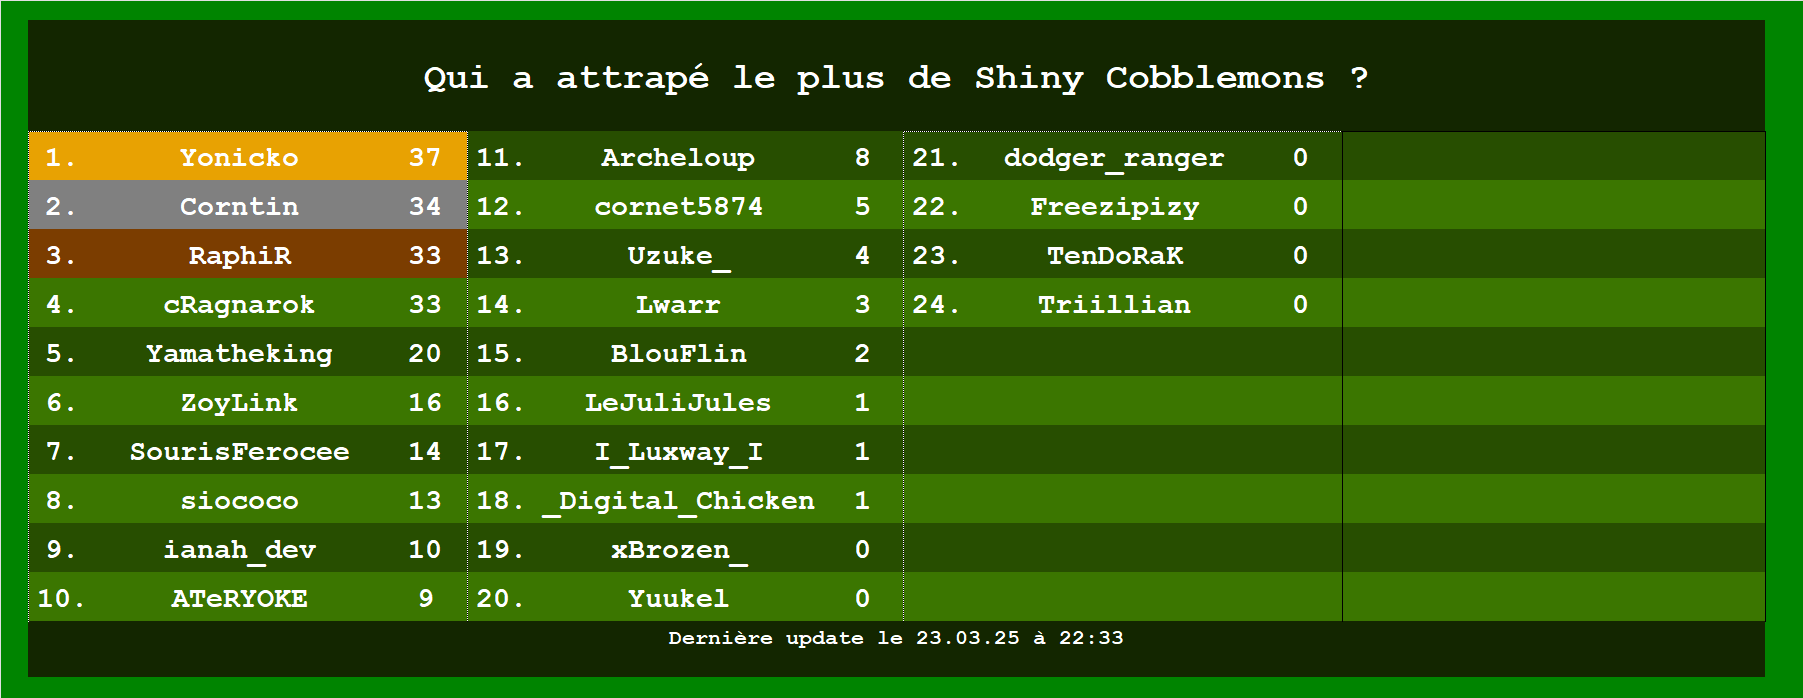 Qui a attrapé le plus de Shiny Cobblemons ?
1. Yonicko 37
2. Corntin 34
3. RaphiR 33
4. cRagnarok 33
5. Yamatheking 20
6. ZoyLink 16
7. SourisFerocee 14
8. siococo 13
9. ianah_dev 10
10. ATeRYOKE 9
11. Archeloup 8
12. cornet5874 5
13. Uzuke_ 4
14. Lwarr 3
15. BlouFlin 2
16. LeJuliJules 1
17. I_Luxway_I 1
18. _Digital_Chicken 1
19. xBrozen_ 0
20. Yuukel 0
21. dodger_ranger 0
22. Freezipizy 0
23. TenDoRaK 0
24. Triillian 0
Dernière update le 23.03.25 à 22:33